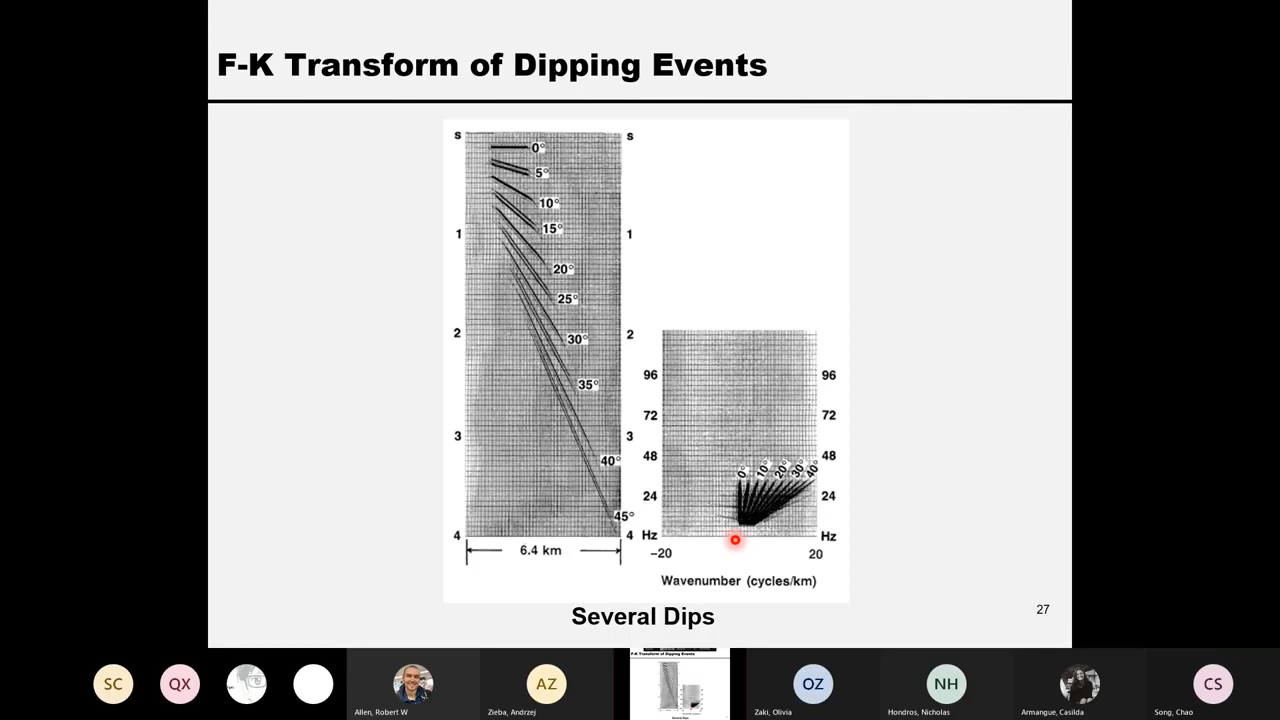 F-K Transform of Dipping Events
s
s
0°
5°
10°
15°
1
1
20°
25°
2
2
30°
35°
3
3
40°
45°
4
4
6.4 km
96
96
72
72
48
48
0°
10°
20°
30°
40°
24
24
Hz
Hz
−20
20
Wavenumber (cycles/km)
Several Dips
27
SC
QX
AZ
OZ
NH
CS
Allen, Robert W
Zieba, Andrzej
Zaki, Olivia
Hondros, Nicholas
Armangue, Casilda
Song, Chao